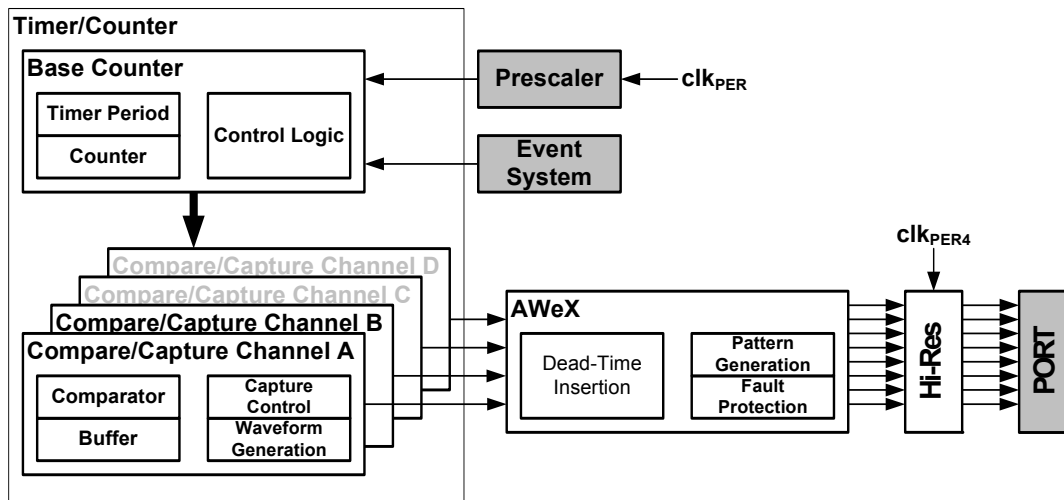 Timer/Counter
Base Counter
Timer Period
Counter
Control Logic
Prescaler
clkPER
Event
System
Compare/Capture Channel D
Compare/Capture Channel C
Compare/Capture Channel B
Compare/Capture Channel A
Comparator
Buffer
Capture
Control
Waveform
Generation
AWeX
Dead-Time
Insertion
Pattern
Generation
Fault
Protection
clkPER4
Hi-Res
PORT